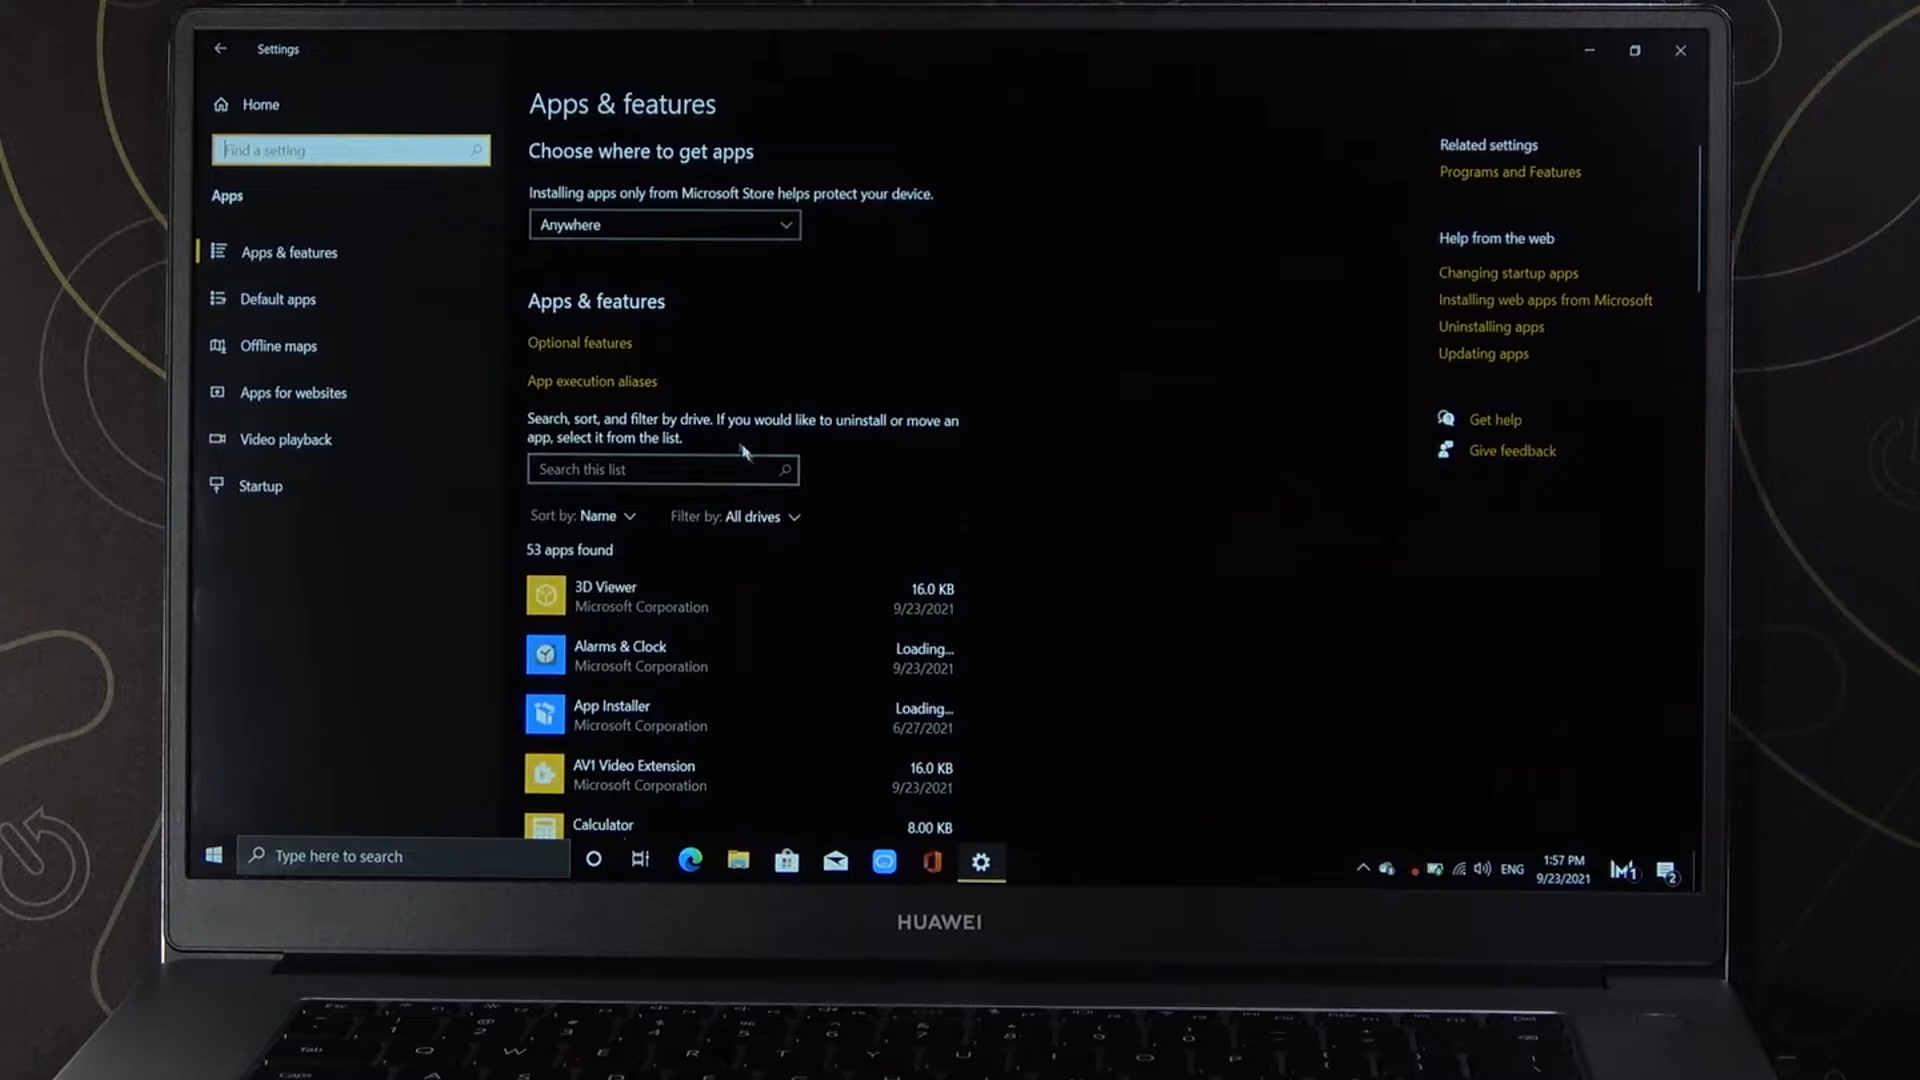 Settings
Home
Find a setting
Apps
Apps & features
Default apps
Offline maps
Apps for websites
Video playback
Startup
Apps & features
Choose where to get apps
Installing apps only from Microsoft Store helps protect your device.
Anywhere
Apps & features
Optional features
App execution aliases
Search, sort, and filter by drive. If you would like to uninstall or move an
app, select it from the list.
Search this list
Sort by: Name Filter by: All drives
53 apps found
3D Viewer 16.0 KB
Microsoft Corporation 9/23/2021
Alarms & Clock Loading...
Microsoft Corporation 9/23/2021
App Installer Loading...
Microsoft Corporation 6/27/2021
AV1 Video Extension 16.0 KB
Microsoft Corporation 9/23/2021
Calculator 8.00 KB
Related settings
Programs and Features
Help from the web
Changing startup apps
Installing web apps from Microsoft
Uninstalling apps
Updating apps
Get help
Give feedback
Type here to search
ENG
1:57 PM
9/23/2021
2
HUAWEI
Tab Q W E R T Y U I O P